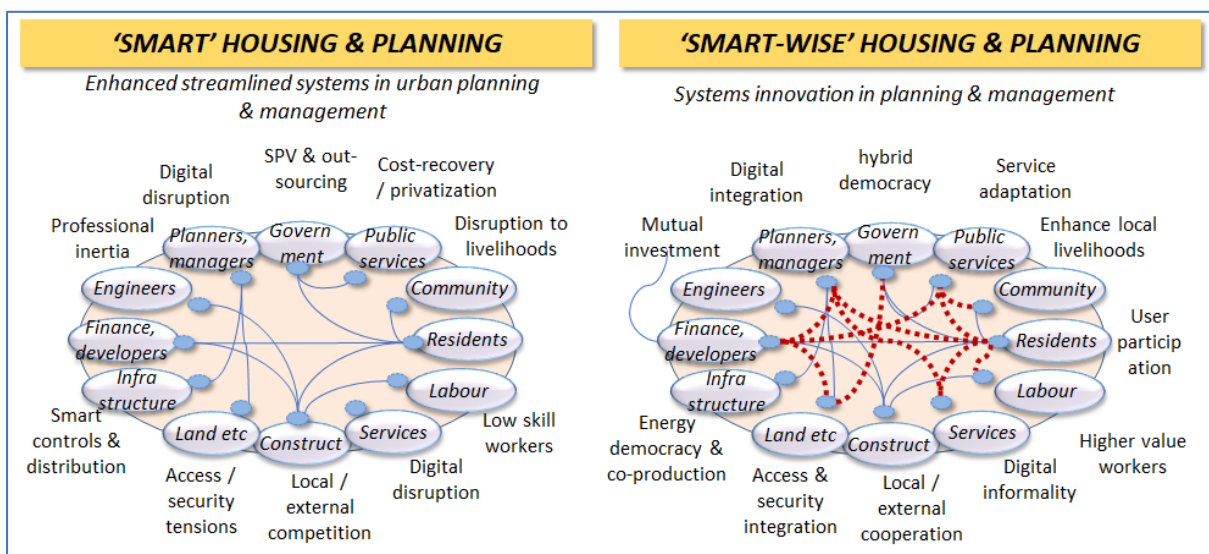 ‘SMART’ HOUSING & PLANNING
Enhanced streamlined systems in urban planning
& management
SPV & out-
sourcing
Digital
disruption
Cost-recovery
/ privatization
Professional
inertia
Disruption to
livelihoods
Planners,
managers
Govern
ment
Public
services
Engineers
Community
Finance,
developers
Residents
Infra
structure
Labour
Land etc
Construct
Services
Smart
controls &
distribution
Low skill
workers
Access /
security
tensions
Local /
external
competition
Digital
disruption
‘SMART-WISE’ HOUSING & PLANNING
Systems innovation in planning & management
hybrid
democracy
Digital
integration
Service
adaptation
Mutual
investment
Enhance local
livelihoods
Planners,
managers
Govern
ment
Public
services
Engineers
Community
Finance,
developers
Residents
User
particip
ation
Infra
structure
Labour
Land etc
Construct
Services
Energy
democracy &
co-production
Higher value
workers
Access &
security
integration
Local /
external
cooperation
Digital
informality